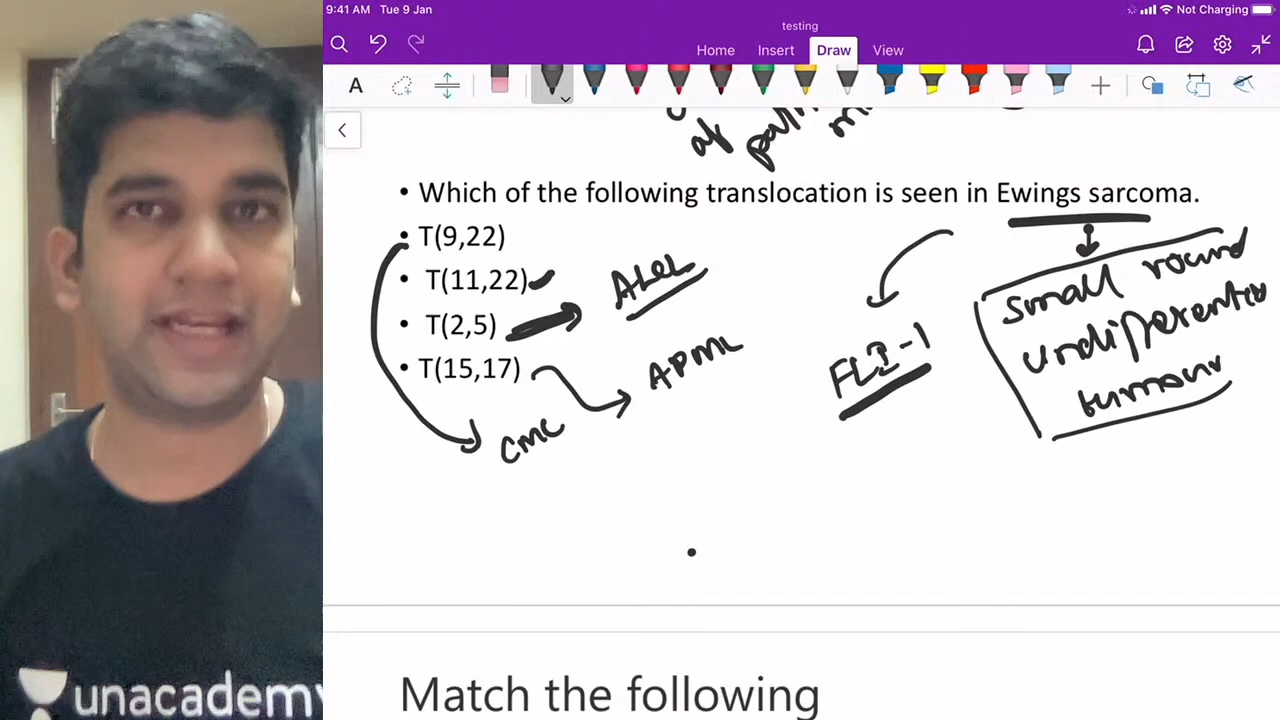 9:41 AM Tue 9 Jan
Not Charging
testing
Home Insert Draw View
A
at
• Which of the following translocation is seen in Ewings sarcoma.
• T(9,22)
• T(11,22)
• T(2,5)
• T(15,17)
ALCL
APML
CML
FLI-1
small round
undifferentia
tumour
Match the following
unacademy